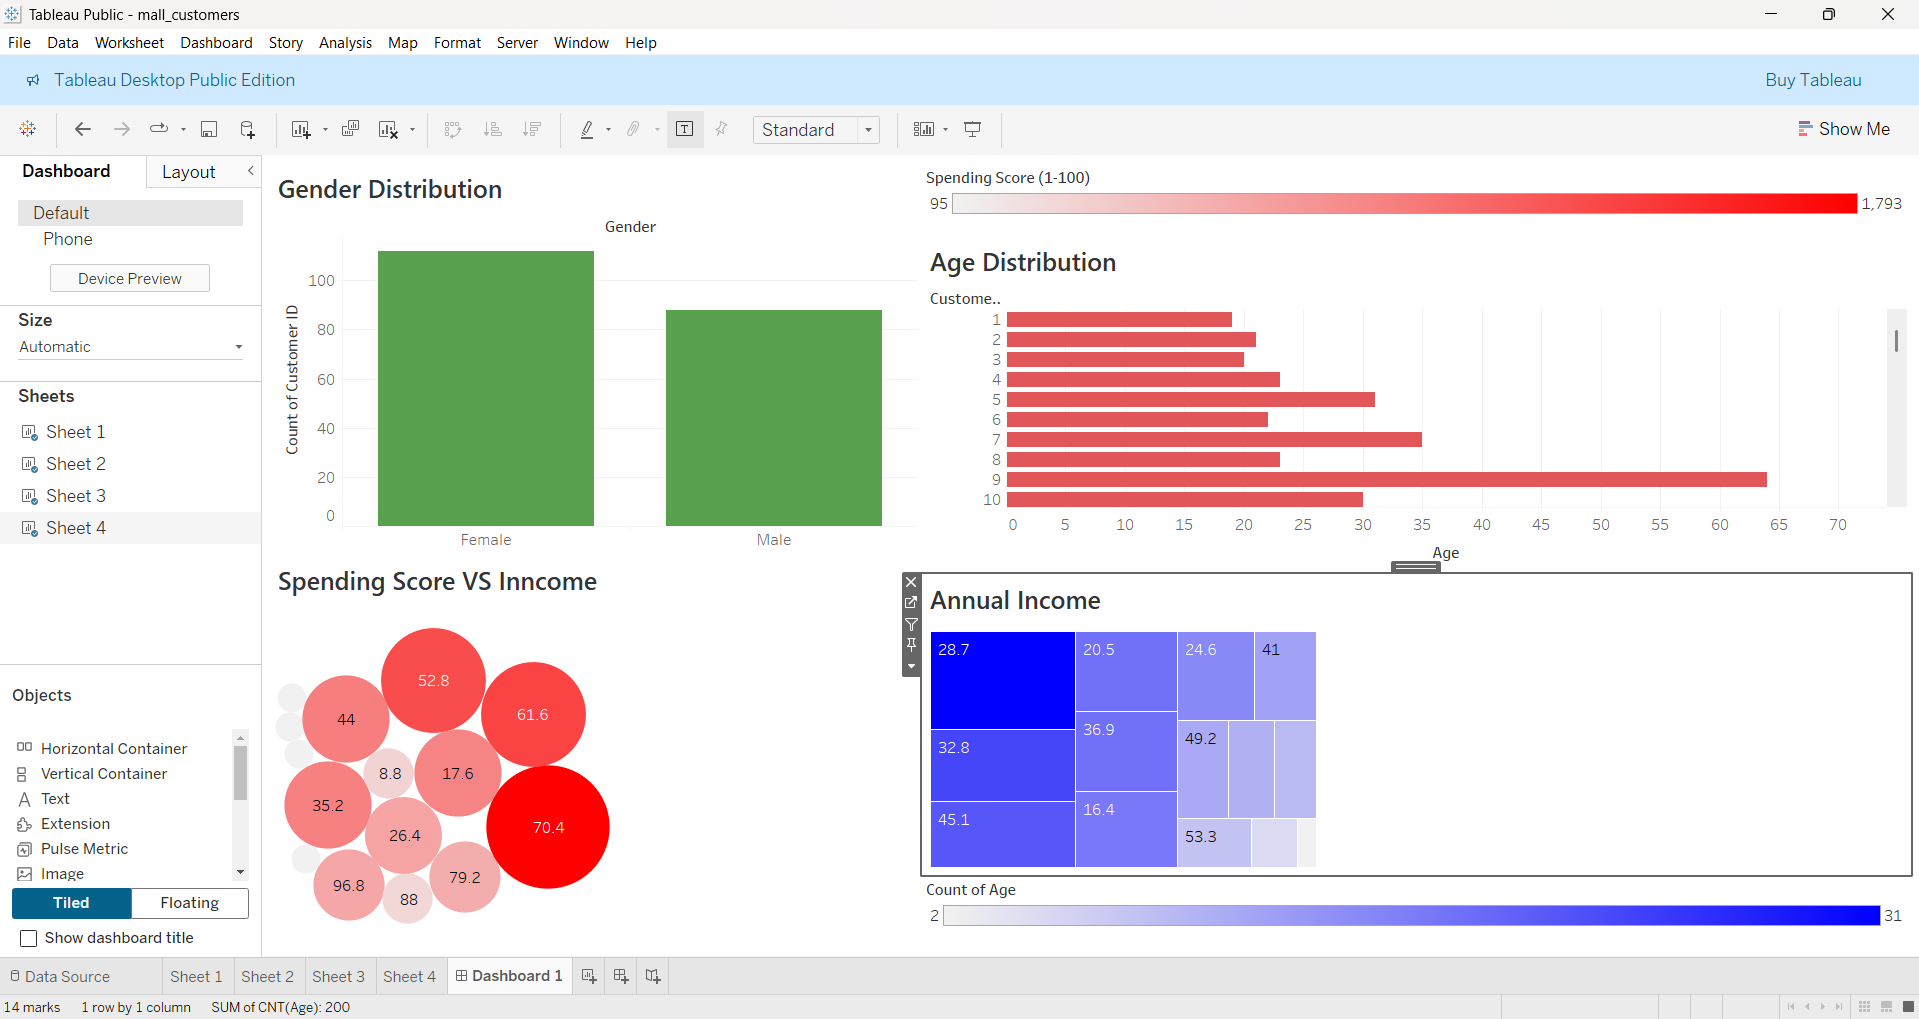 Tableau Public - mall_customers
File Data Worksheet Dashboard Story Analysis Map Format Server Window Help
Tableau Desktop Public Edition
Buy Tableau
Standard
Show Me
Dashboard
Layout
Default
Phone
Device Preview
Size
Automatic
Sheets
Sheet 1
Sheet 2
Sheet 3
Sheet 4
Objects
Horizontal Container
Vertical Container
Text
Extension
Pulse Metric
Image
Tiled
Floating
Show dashboard title
Gender Distribution
Gender
Count of Customer ID
100
80
60
40
20
0
Female
Male
Spending Score (1-100)
95
1,793
Age Distribution
Custome..
1
2
3
4
5
6
7
8
9
10
0 5 10 15 20 25 30 35 40 45 50 55 60 65 70
Age
Spending Score VS Inncome
52.8
61.6
44
8.8
17.6
35.2
26.4
70.4
96.8
88
79.2
Annual Income
28.7
20.5
24.6
41
32.8
36.9
49.2
45.1
16.4
53.3
Count of Age
2
31
Data Source
Sheet 1
Sheet 2
Sheet 3
Sheet 4
Dashboard 1
14 marks
1 row by 1 column
SUM of CNT(Age): 200